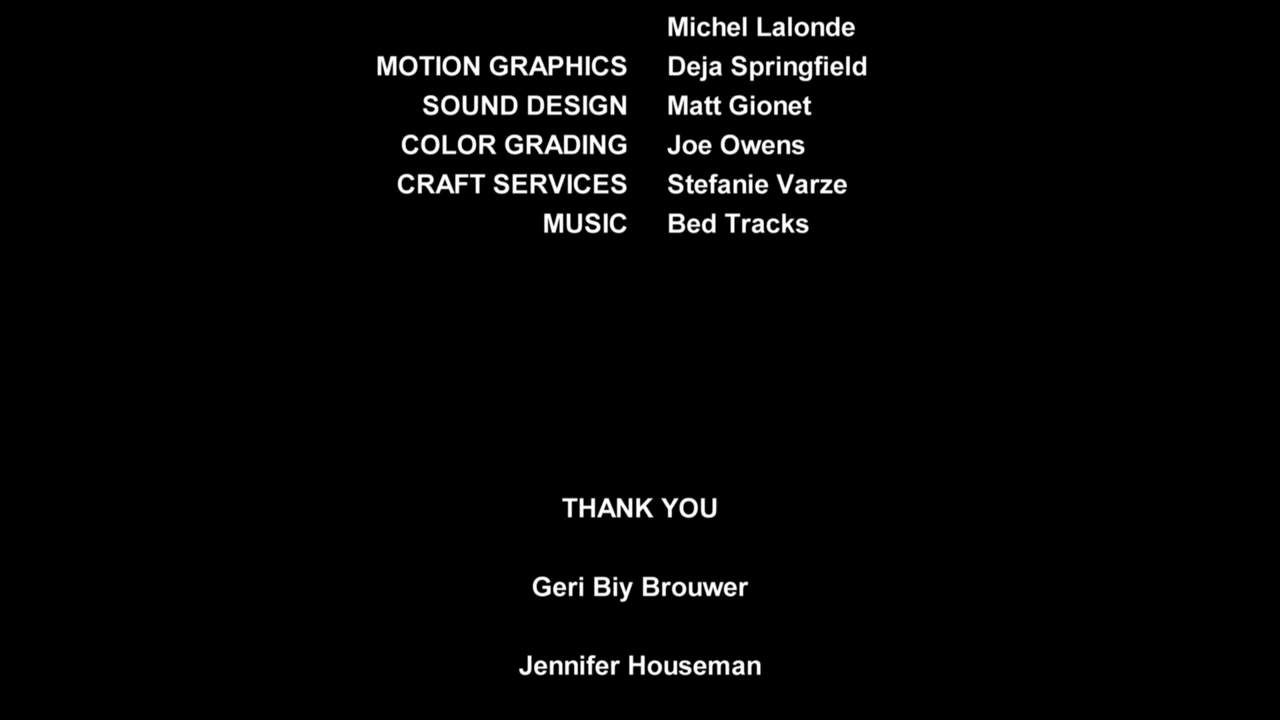 Michel Lalonde
MOTION GRAPHICS Deja Springfield
SOUND DESIGN Matt Gionet
COLOR GRADING Joe Owens
CRAFT SERVICES Stefanie Varze
MUSIC Bed Tracks
THANK YOU
Geri Biy Brouwer
Jennifer Houseman